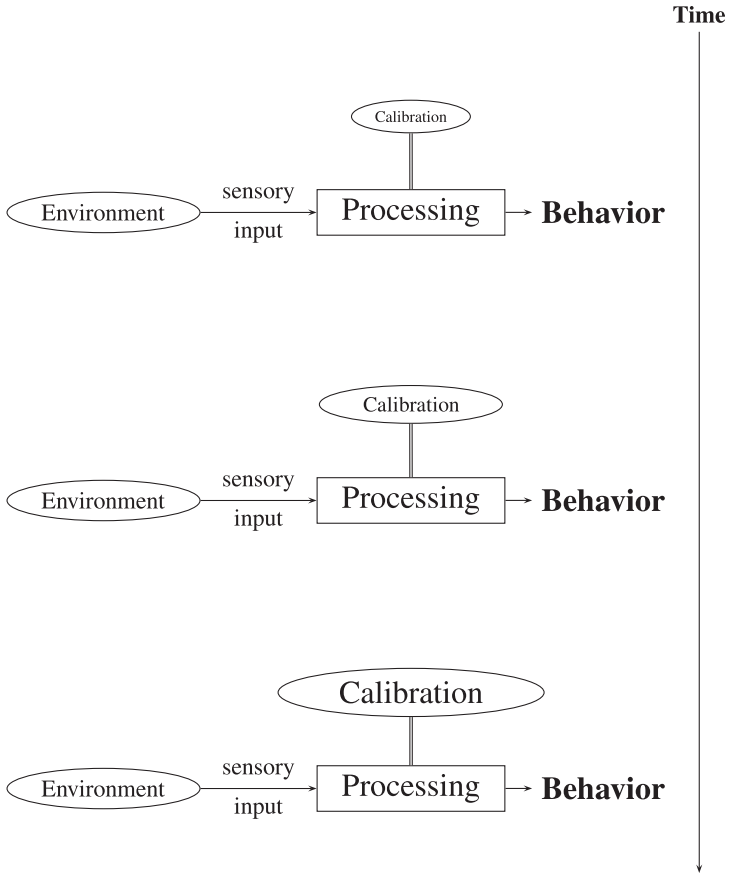 Time
Calibration
sensory
Environment
Processing
Behavior
input
Calibration
sensory
Environment
Processing
Behavior
input
Calibration
sensory
Environment
Processing
Behavior
input